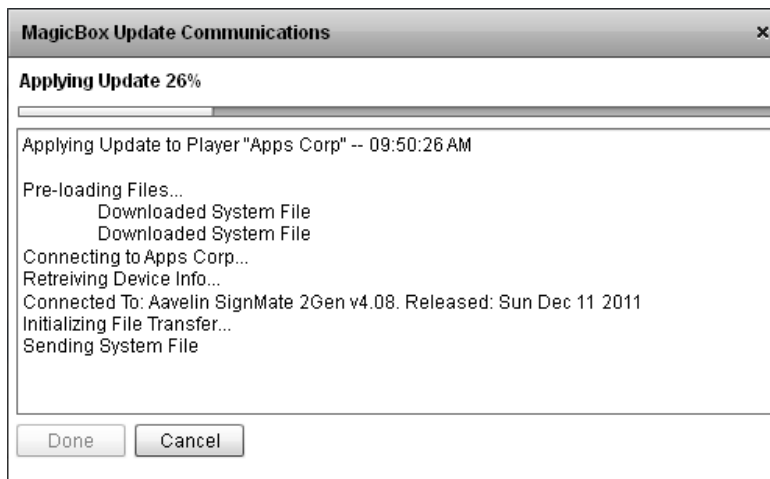 MagicBox Update Communications
Applying Update 26%
Applying Update to Player "Apps Corp" -- 09:50:26 AM
Pre-loading Files...
Downloaded System File
Downloaded System File
Connecting to Apps Corp...
Retreiving Device Info...
Connected To: Aavelin SignMate 2Gen v4.08. Released: Sun Dec 11 2011
Initializing File Transfer...
Sending System File
Done Cancel